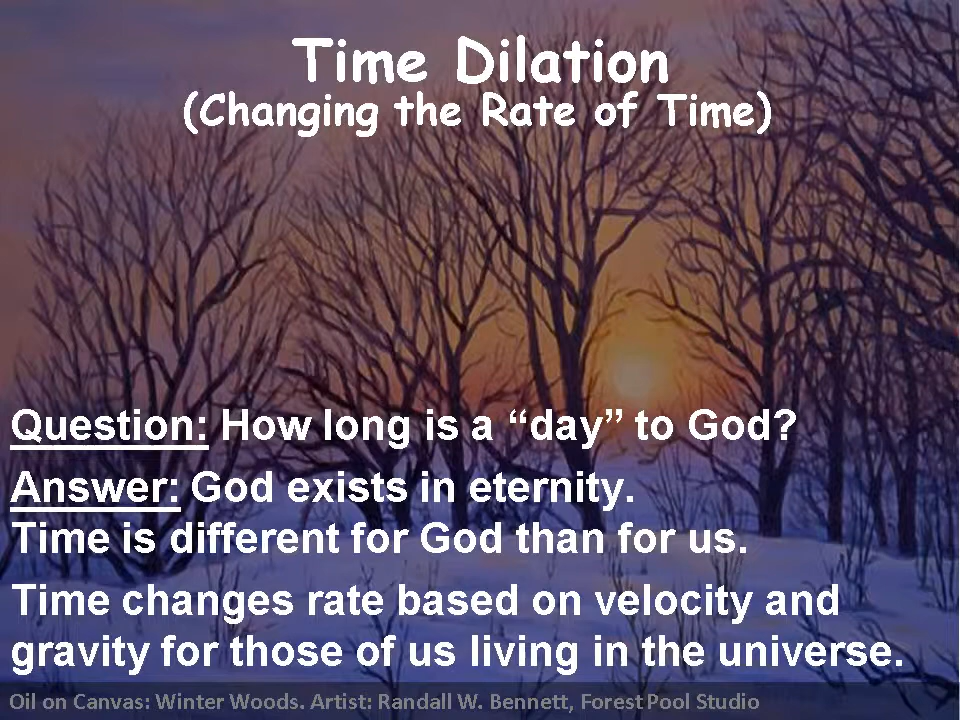 Time Dilation
(Changing the Rate of Time)
Question: How long is a “day” to God?
Answer: God exists in eternity.
Time is different for God than for us.
Time changes rate based on velocity and
gravity for those of us living in the universe.
Oil on Canvas: Winter Woods. Artist: Randall W. Bennett, Forest Pool Studio